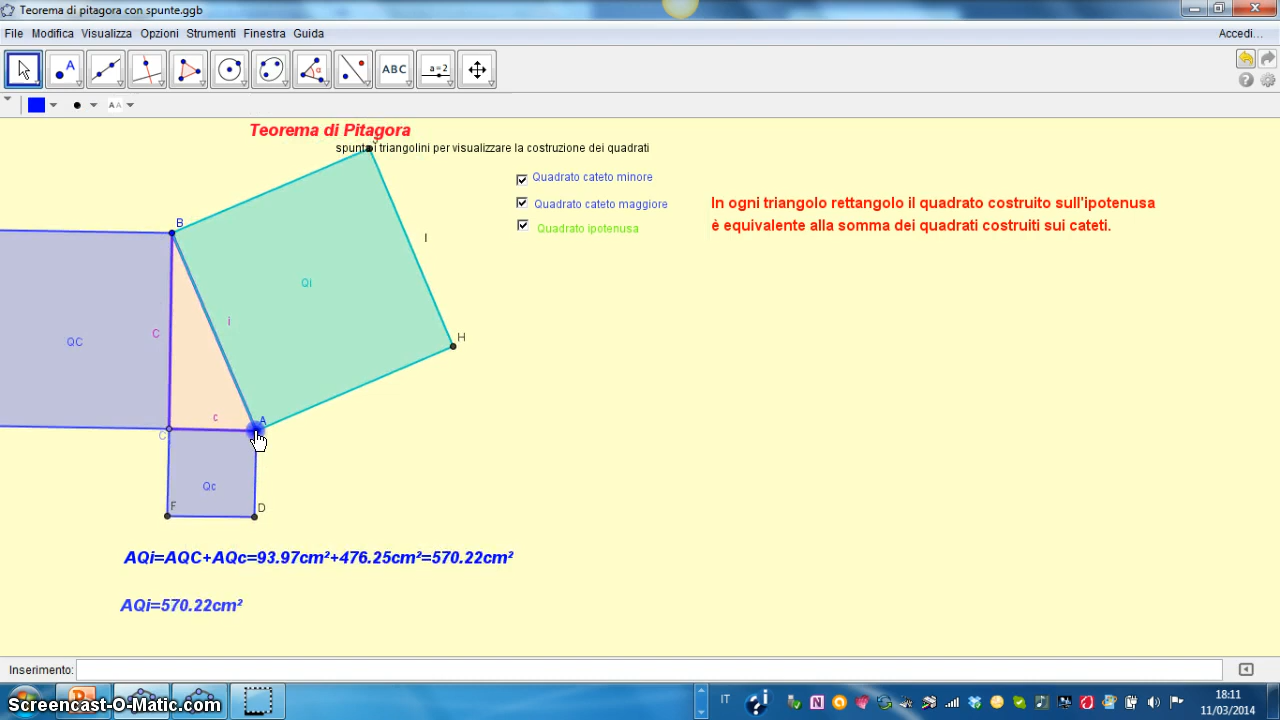 Teorema di pitagora con spunte.ggb
File Modifica Visualizza Opzioni Strumenti Finestra Guida
Accedi...
A
ABC
a=2
AA
Teorema di Pitagora
spunta i triangolini per visualizzare la costruzione dei quadrati
Quadrato cateto minore
Quadrato cateto maggiore
Quadrato ipotenusa
In ogni triangolo rettangolo il quadrato costruito sull'ipotenusa
è equivalente alla somma dei quadrati costruiti sui cateti.
B
I
Qi
i
C
QC
H
c
A
C
Qc
F
D
AQi=AQC+AQc=93.97cm²+476.25cm²=570.22cm²
AQi=570.22cm²
Inserimento:
Screencast-O-Matic.com
IT
18:11
11/03/2014